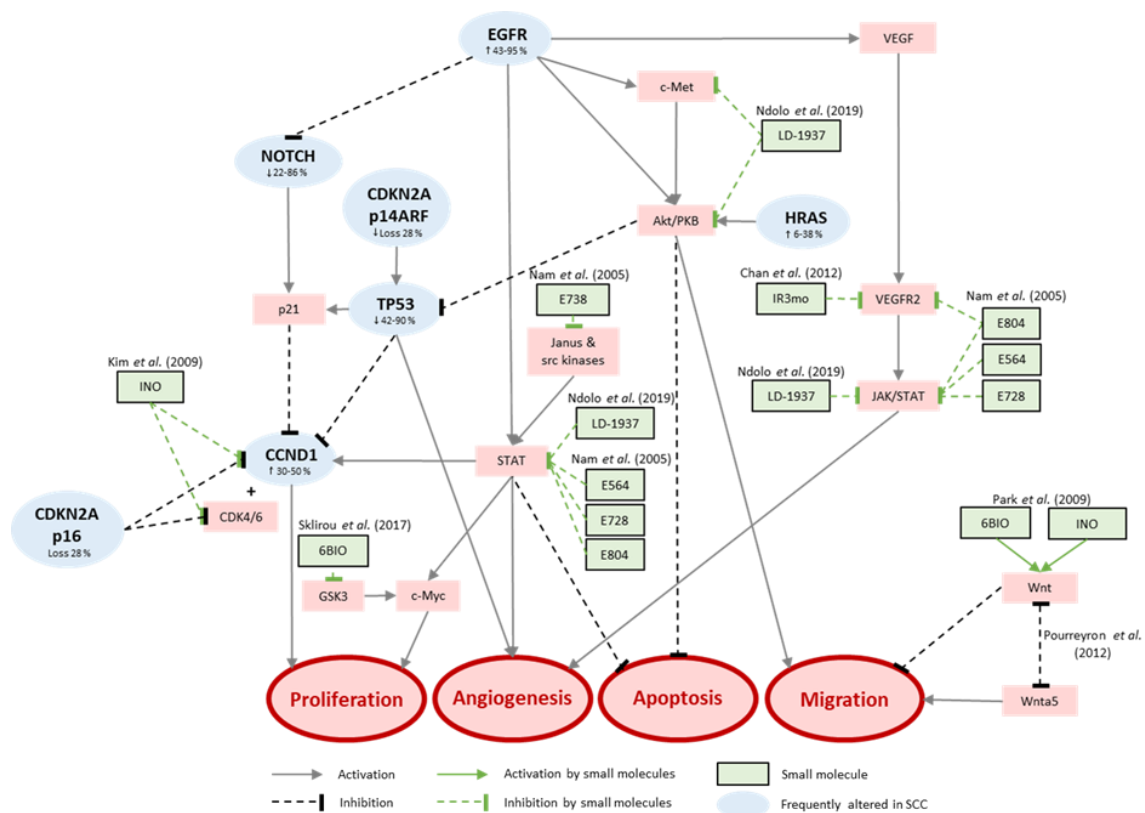 EGFR
↑ 43-95 %
VEGF
c-Met
Ndolo et al. (2019)
LD-1937
NOTCH
↓22-86 %
CDKN2A
p14ARF
↓Loss 28 %
Akt/PKB
HRAS
↑ 6-38 %
Nam et al. (2005)
E738
Chan et al. (2012)
IR3mo
VEGFR2
Nam et al. (2005)
E804
E564
E728
p21
TP53
↓ 42-90 %
Janus &
src kinases
Kim et al. (2009)
INO
Ndolo et al. (2019)
LD-1937
JAK/STAT
Ndolo et al. (2019)
LD-1937
CCND1
↑ 30-50 %
+
CDK4/6
STAT
Nam et al. (2005)
E564
E728
E804
CDKN2A
p16
Loss 28 %
Sklirou et al. (2017)
6BIO
GSK3
c-Myc
Park et al. (2009)
6BIO
INO
Wnt
Pourreyron et al.
(2012)
Wnta5
Proliferation
Angiogenesis
Apoptosis
Migration
Activation
Activation by small molecules
Small molecule
Inhibition
Inhibition by small molecules
Frequently altered in SCC